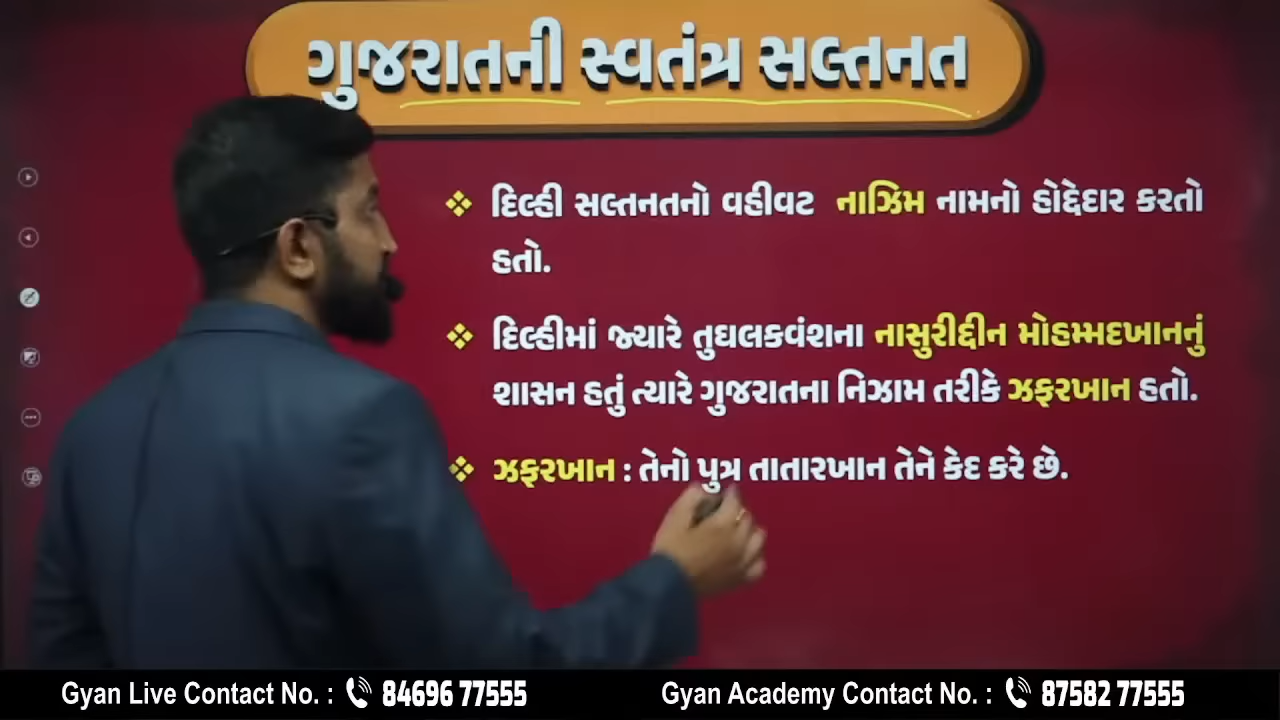 ગુજરાતની સ્વતંત્ર સલ્તનત
❖ દિલ્હી સલ્તનતનો વહીવટ નાઝિમ નામનો હોદ્દેદાર કરતો
હતો.
❖ દિલ્હીમાં જ્યારે તુઘલકવંશના નાસુરીદ્દીન મોહમ્મદખાનનું
શાસન હતું ત્યારે ગુજરાતના નિઝામ તરીકે ઝફરખાન હતો.
❖ ઝફરખાન : તેનો પુત્ર તાતારખાન તેને કેદ કરે છે.
Gyan Live Contact No. : 84696 77555
Gyan Academy Contact No. : 87582 77555